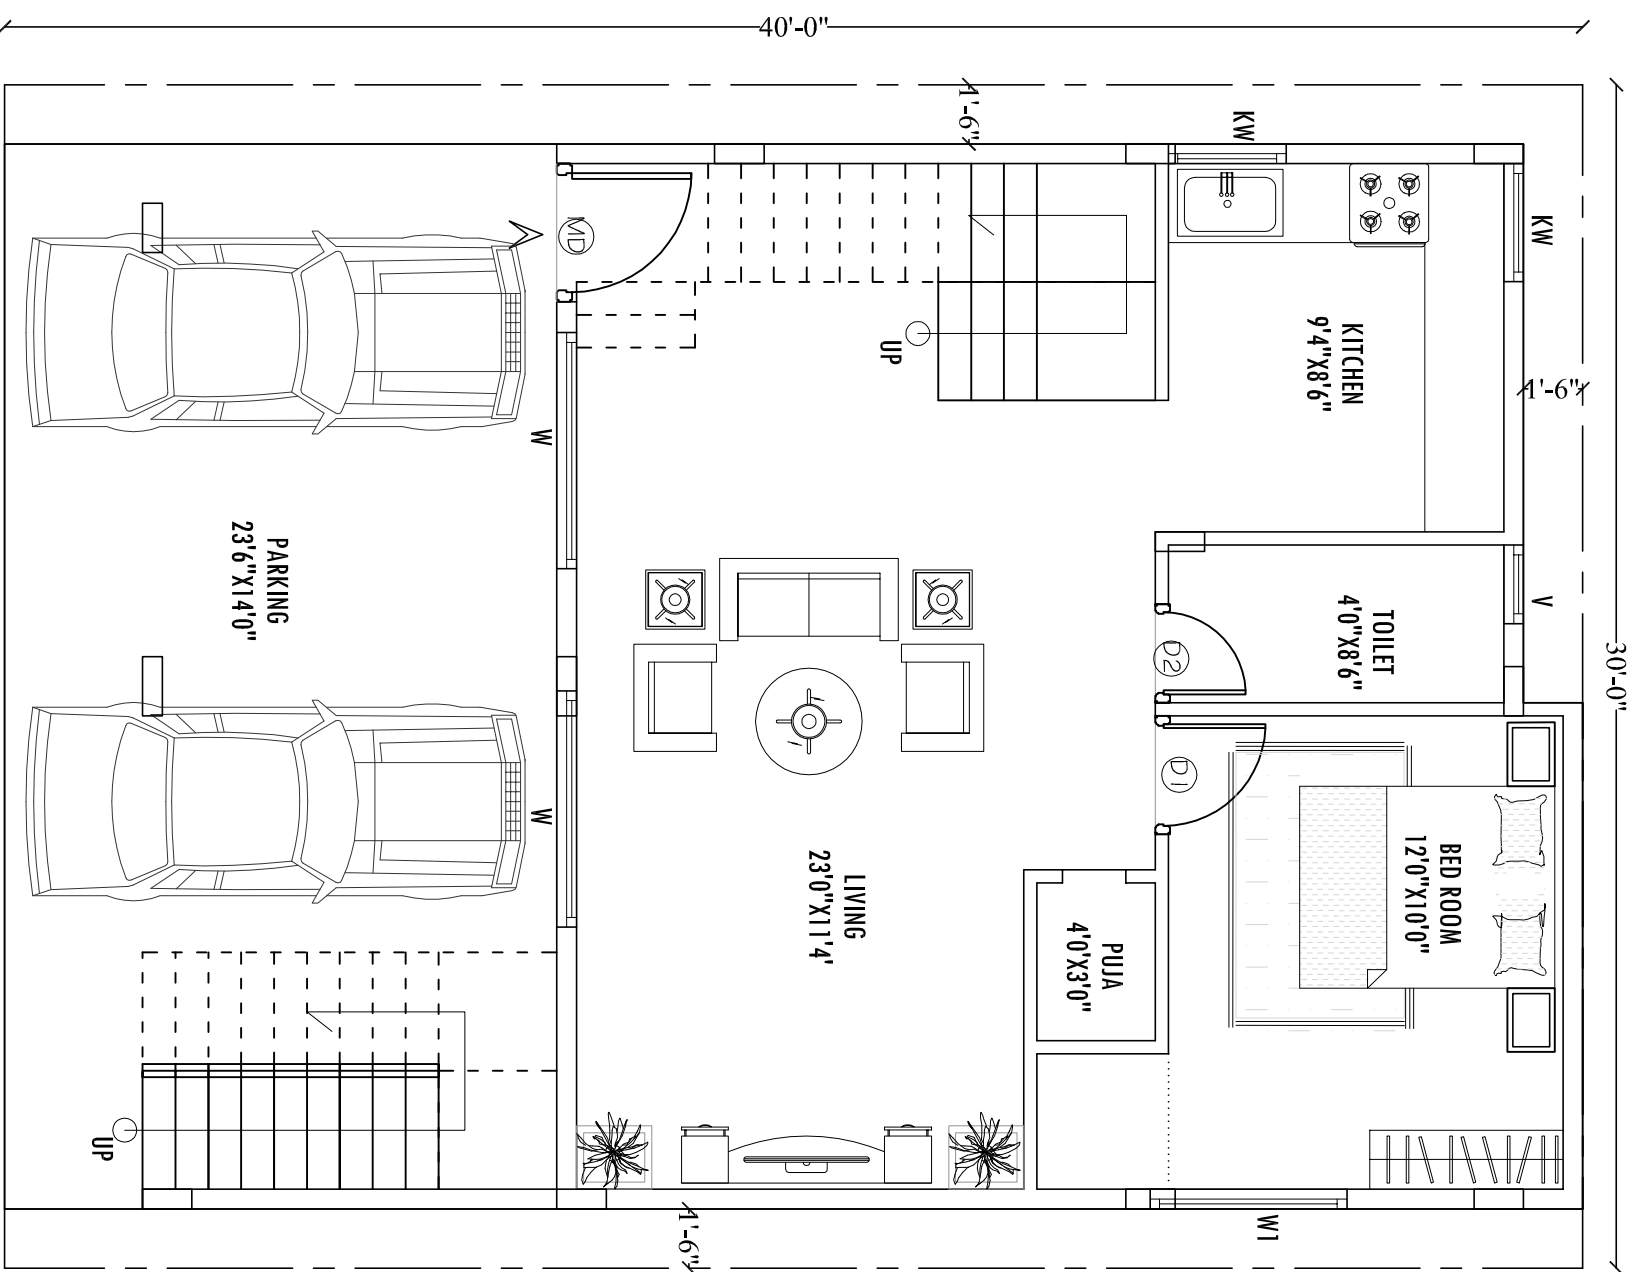 40'-0"
1'-6"
KW
KW
1'-6"
MD
UP
KITCHEN
9'4"X8'6"
W
PARKING
23'6"X14'0"
TOILET
4'0"X8'6"
V
30'-0"
D2
D1
W
LIVING
23'0"X11'4'
BED ROOM
12'0"X10'0"
PUJA
4'0'X3'0"
UP
1'-6"
W1